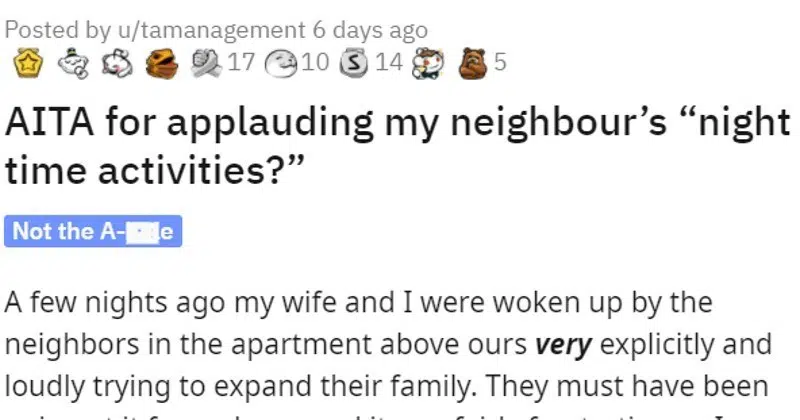 Posted by u/tamanagement 6 days ago
17 10 S 14 5
AITA for applauding my neighbour’s “night
time activities?”
Not the A- e
A few nights ago my wife and I were woken up by the
neighbors in the apartment above ours very explicitly and
loudly trying to expand their family. They must have been